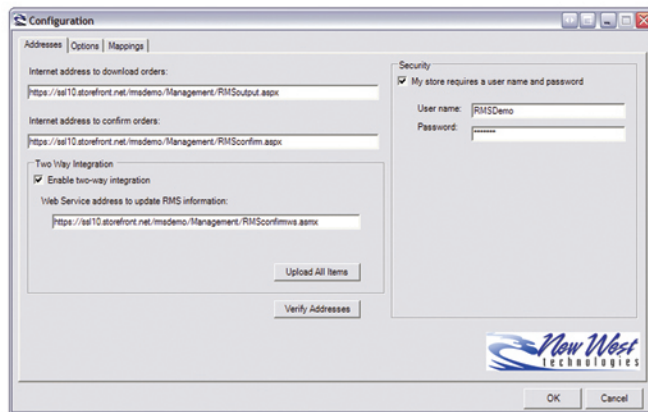 Configuration
Addresses Options Mappings
Internet address to download orders:
https://ssl10.storefront.net/msdemo/Management/RMSoutput.aspx
Internet address to confirm orders:
https://ssl10.storefront.net/msdemo/Management/RMSconfirm.aspx
Two Way Integration
Enable two-way integration
Web Service address to update RMS information:
https://ssl10.storefront.net/msdemo/Management/RMSconfirmws.asmx
Upload All Items
Verify Addresses
Security
My store requires a user name and password
User name: RMSDemo
Password: *******
New West
technologies
OK Cancel